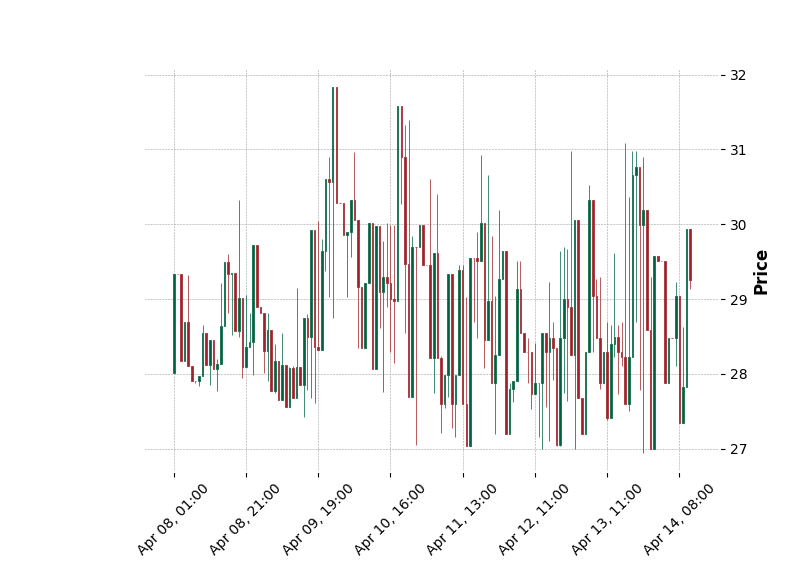 32
31
30
29
28
27
Price
Apr 08, 01:00
Apr 08, 21:00
Apr 09, 19:00
Apr 10, 16:00
Apr 11, 13:00
Apr 12, 11:00
Apr 13, 11:00
Apr 14, 08:00